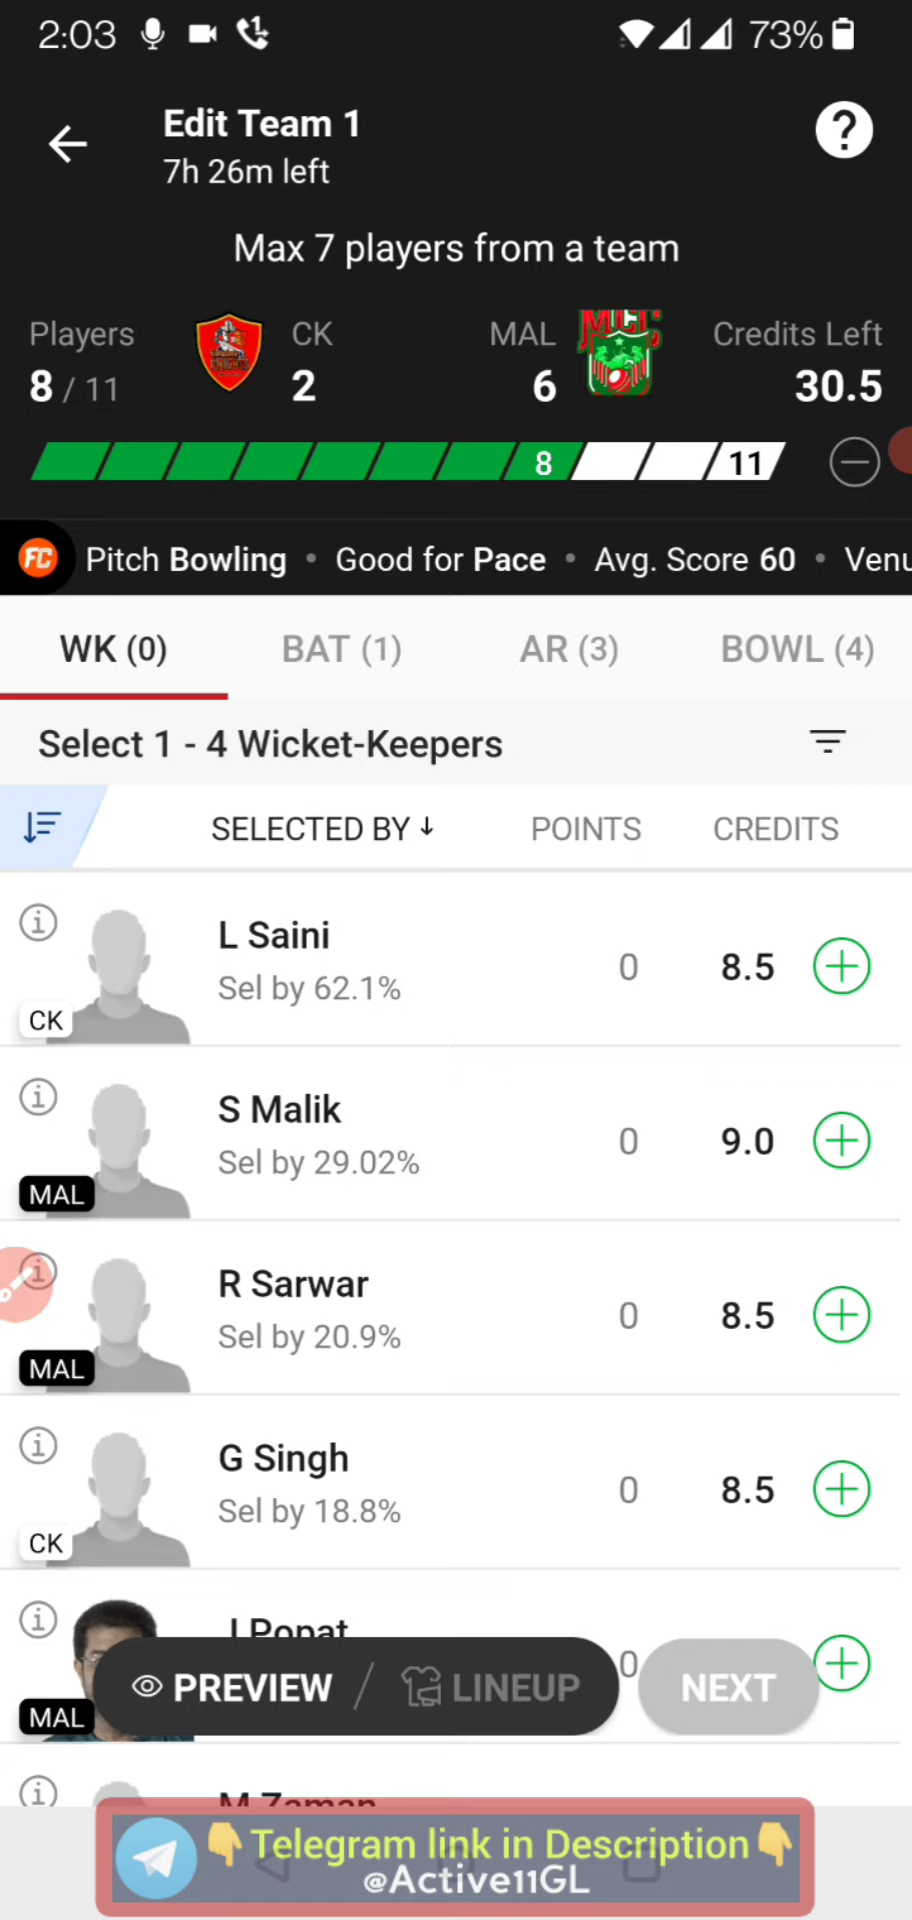 2:03 73%
Edit Team 1
7h 26m left
?
Max 7 players from a team
Players CK MAL Credits Left
8 / 11 2 6 30.5
8 11
FC Pitch Bowling • Good for Pace • Avg. Score 60 • Venu
WK (0) BAT (1) AR (3) BOWL (4)
Select 1 - 4 Wicket-Keepers
SELECTED BY ↓ POINTS CREDITS
L Saini
Sel by 62.1% 0 8.5
CK
S Malik
Sel by 29.02% 0 9.0
MAL
R Sarwar
Sel by 20.9% 0 8.5
MAL
G Singh
Sel by 18.8% 0 8.5
CK
J Popat
0
MAL
PREVIEW / LINEUP NEXT
M Zaman
👇Telegram link in Description👇
@Active11GL